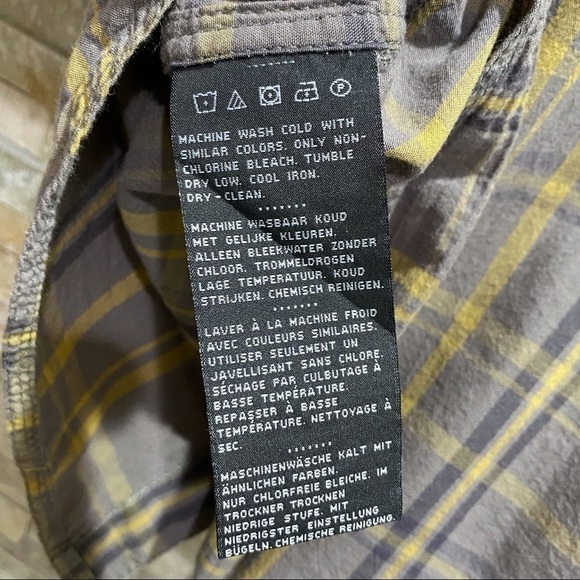 P
MACHINE WASH COLD WITH
SIMILAR COLORS. ONLY NON-
CHLORINE BLEACH. TUMBLE
DRY LOW. COOL IRON.
DRY-CLEAN.
MACHINE WASBAAR KOUD
MET GELIJKE KLEUREN.
ALLEEN BLEEKWATER ZONDER
CHLOOR. TROMMELDROGEN
LAGE TEMPERATUUR. KOUD
STRIJKEN. CHEMISCH REINIGEN.
LAVER À LA MACHINE FROID
AVEC COULEURS SIMILAIRES.
UTILISER SEULEMENT UN
JAVELLISANT SANS CHLORE.
SÉCHAGE PAR CULBUTAGE À
BASSE TEMPÉRATURE.
REPASSER À BASSE
TEMPÉRATURE. NETTOYAGE À
SEC.
MASCHINENWÄSCHE KALT MIT
ÄHNLICHEN FARBEN.
NUR CHLORFREIE BLEICHE. IM
TROCKNER TROCKNEN
NIEDRIGE STUFE. MIT
NIEDRIGSTER EINSTELLUNG
BÜGELN. CHEMISCHE REINIGUNG.